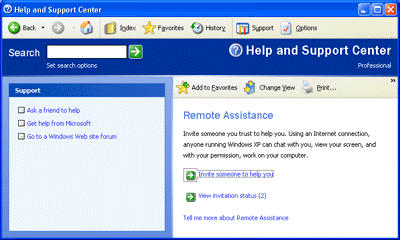 Help and Support Center
Back Index Favorites History Support Options
Search
Set search options
Help and Support Center
Professional
Support
Ask a friend to help
Get help from Microsoft
Go to a Windows Web site forum
Add to Favorites Change View Print...
Remote Assistance
Invite someone you trust to help you. Using an Internet connection,
anyone running Windows XP can chat with you, view your screen, and
with your permission, work on your computer.
Invite someone to help you
View invitation status (2)
Tell me more about Remote Assistance